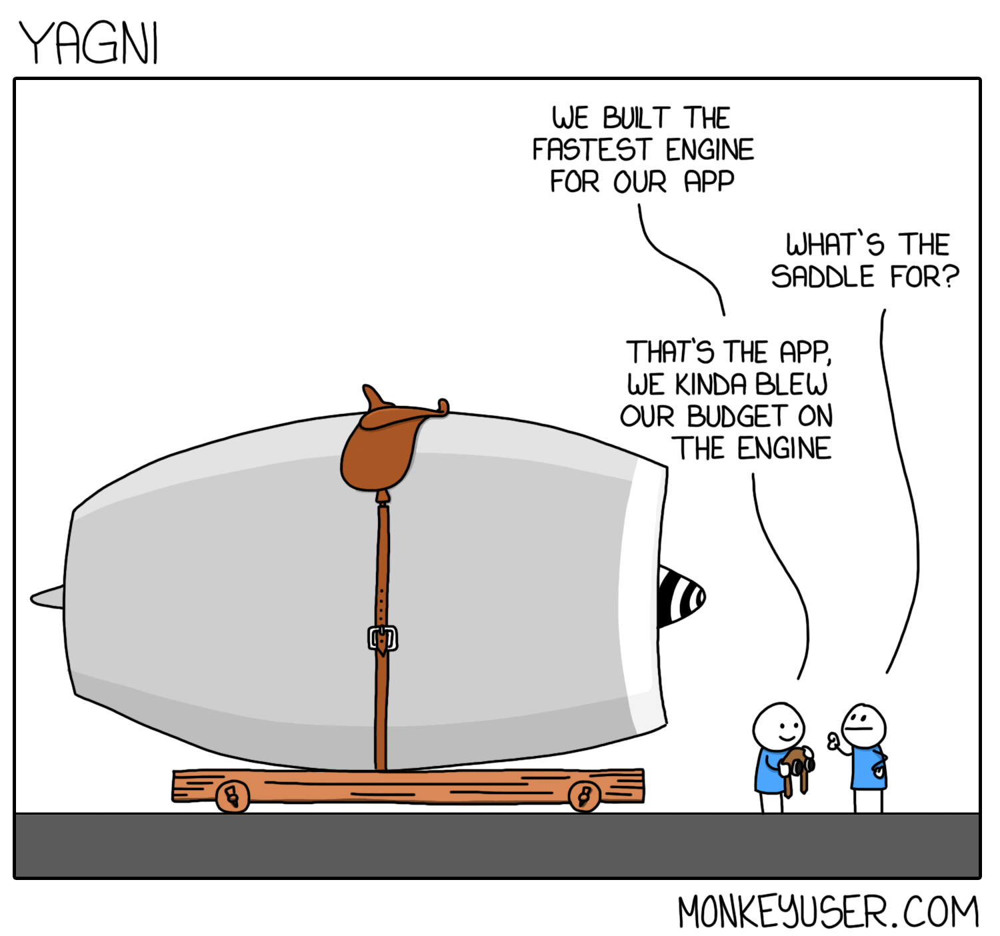 YAGNI
WE BUILT THE
FASTEST ENGINE
FOR OUR APP
WHAT'S THE
SADDLE FOR?
THAT'S THE APP,
WE KINDA BLEW
OUR BUDGET ON
THE ENGINE
MONKEYUSER.COM